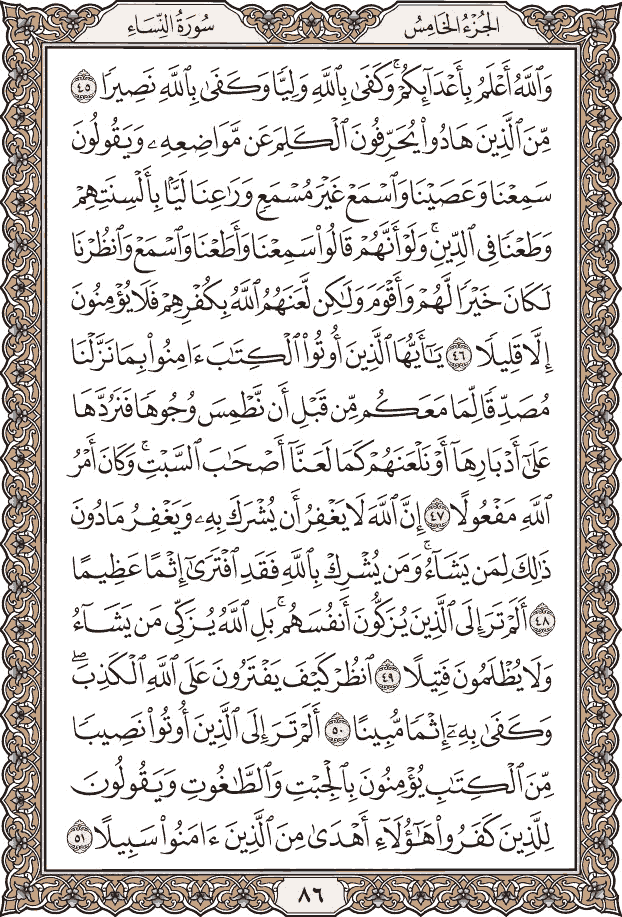 الجُزْءُ الخَامِسُ
سُورَةُ النِّسَاءِ
وَٱللَّهُ أَعْلَمُ بِأَعْدَآئِكُمْۚ وَكَفَىٰ بِٱللَّهِ وَلِيًّا وَكَفَىٰ بِٱللَّهِ نَصِيرًا ٤٥
مِّنَ ٱلَّذِينَ هَادُوا۟ يُحَرِّفُونَ ٱلْكَلِمَ عَن مَّوَاضِعِهِۦ وَيَقُولُونَ
سَمِعْنَا وَعَصَيْنَا وَٱسْمَعْ غَيْرَ مُسْمَعٍ وَرَٰعِنَا لَيًّۢا بِأَلْسِنَتِهِمْ
وَطَعْنًا فِى ٱلدِّينِۚ وَلَوْ أَنَّهُمْ قَالُوا۟ سَمِعْنَا وَأَطَعْنَا وَٱسْمَعْ وَٱنظُرْنَا
لَكَانَ خَيْرًا لَّهُمْ وَأَقْوَمَ وَلَٰكِن لَّعَنَهُمُ ٱللَّهُ بِكُفْرِهِمْ فَلَا يُؤْمِنُونَ
إِلَّا قَلِيلًا ٤٦ يَٰٓأَيُّهَا ٱلَّذِينَ أُوتُوا۟ ٱلْكِتَٰبَ ءَامِنُوا۟ بِمَا نَزَّلْنَا
مُصَدِّقًا لِّمَا مَعَكُم مِّن قَبْلِ أَن نَّطْمِسَ وُجُوهًا فَنَرُدَّهَا
عَلَىٰٓ أَدْبَارِهَآ أَوْ نَلْعَنَهُمْ كَمَا لَعَنَّآ أَصْحَٰبَ ٱلسَّبْتِۚ وَكَانَ أَمْرُ
ٱللَّهِ مَفْعُولًا ٤٧ إِنَّ ٱللَّهَ لَا يَغْفِرُ أَن يُشْرَكَ بِهِۦ وَيَغْفِرُ مَا دُونَ
ذَٰلِكَ لِمَن يَشَآءُۚ وَمَن يُشْرِكْ بِٱللَّهِ فَقَدِ ٱفْتَرَىٰٓ إِثْمًا عَظِيمًا
٤٨ أَلَمْ تَرَ إِلَى ٱلَّذِينَ يُزَكُّونَ أَنفُسَهُمۚ بَلِ ٱللَّهُ يُزَكِّى مَن يَشَآءُ
وَلَا يُظْلَمُونَ فَتِيلًا ٤٩ ٱنظُرْ كَيْفَ يَفْتَرُونَ عَلَى ٱللَّهِ ٱلْكَذِبَۖ
وَكَفَىٰ بِهِۦٓ إِثْمًا مُّبِينًا ٥٠ أَلَمْ تَرَ إِلَى ٱلَّذِينَ أُوتُوا۟ نَصِيبًا
مِّنَ ٱلْكِتَٰبِ يُؤْمِنُونَ بِٱلْجِبْتِ وَٱلطَّٰغُوتِ وَيَقُولُونَ
لِلَّذِينَ كَفَرُوا۟ هَٰٓؤُلَآءِ أَهْدَىٰ مِنَ ٱلَّذِينَ ءَامَنُوا۟ سَبِيلًا ٥١
٨٦